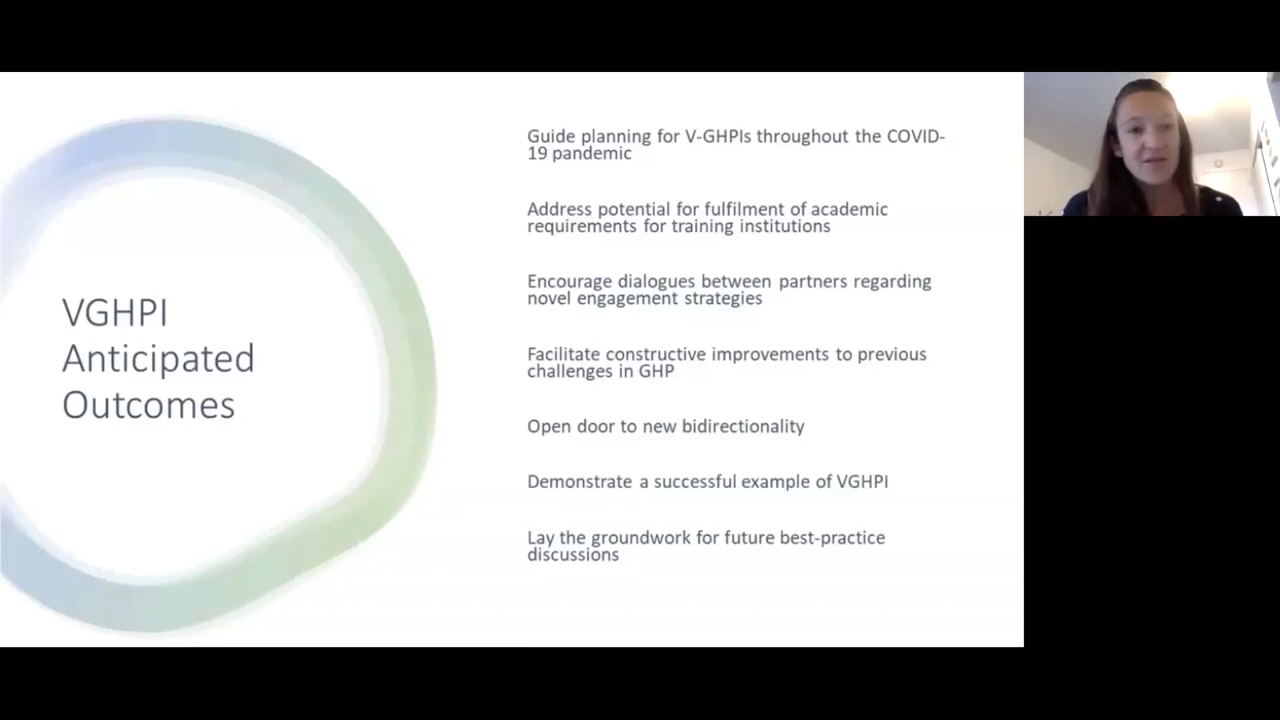 VGHPI
Anticipated
Outcomes
Guide planning for V-GHPIs throughout the COVID-
19 pandemic
Address potential for fulfilment of academic
requirements for training institutions
Encourage dialogues between partners regarding
novel engagement strategies
Facilitate constructive improvements to previous
challenges in GHP
Open door to new bidirectionality
Demonstrate a successful example of VGHPI
Lay the groundwork for future best-practice
discussions